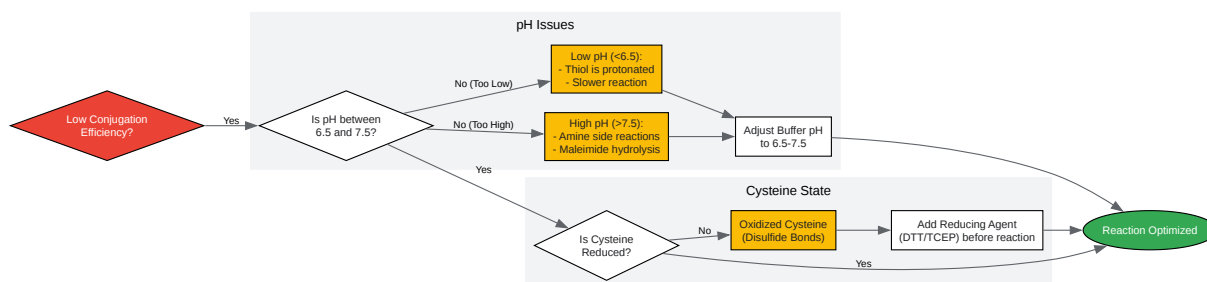 pH Issues
Low Conjugation
Efficiency?
Yes
Is pH between
6.5 and 7.5?
No (Too Low)
Low pH (<6.5):
- Thiol is protonated
- Slower reaction
No (Too High)
High pH (>7.5):
- Amine side reactions
- Maleimide hydrolysis
Adjust Buffer pH
to 6.5-7.5
Yes
Cysteine State
Is Cysteine
Reduced?
No
Oxidized Cysteine
(Disulfide Bonds)
Add Reducing Agent
(DTT/TCEP) before reaction
Yes
Reaction Optimized